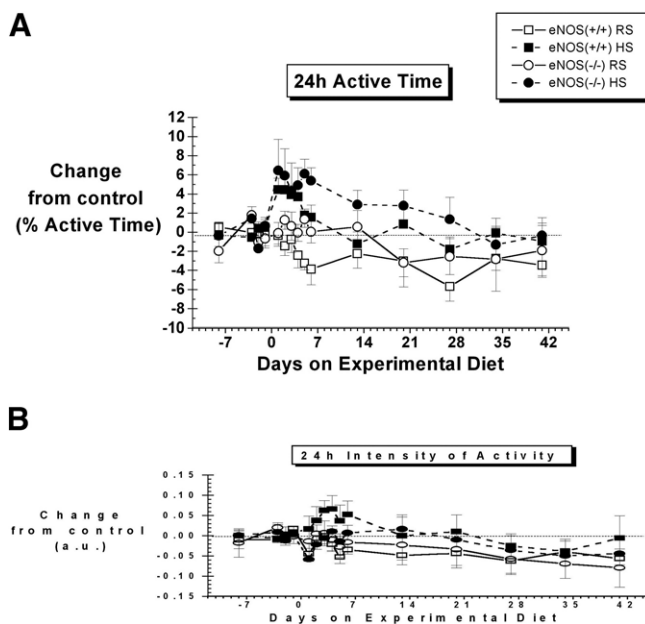 A
eNOS(+/+) RS
eNOS(+/+) HS
eNOS(-/-) RS
eNOS(-/-) HS
24h Active Time
Change
from control
(% Active Time)
12
10
8
6
4
2
0
-2
-4
-6
-8
-10
-7 0 7 14 21 28 35 42
Days on Experimental Diet
B
24h Intensity of Activity
Change
from control
(a.u.)
0.15
0.10
0.05
0.00
-0.05
-0.10
-0.15
-7 0 7 14 21 28 35 42
Days on Experimental Diet